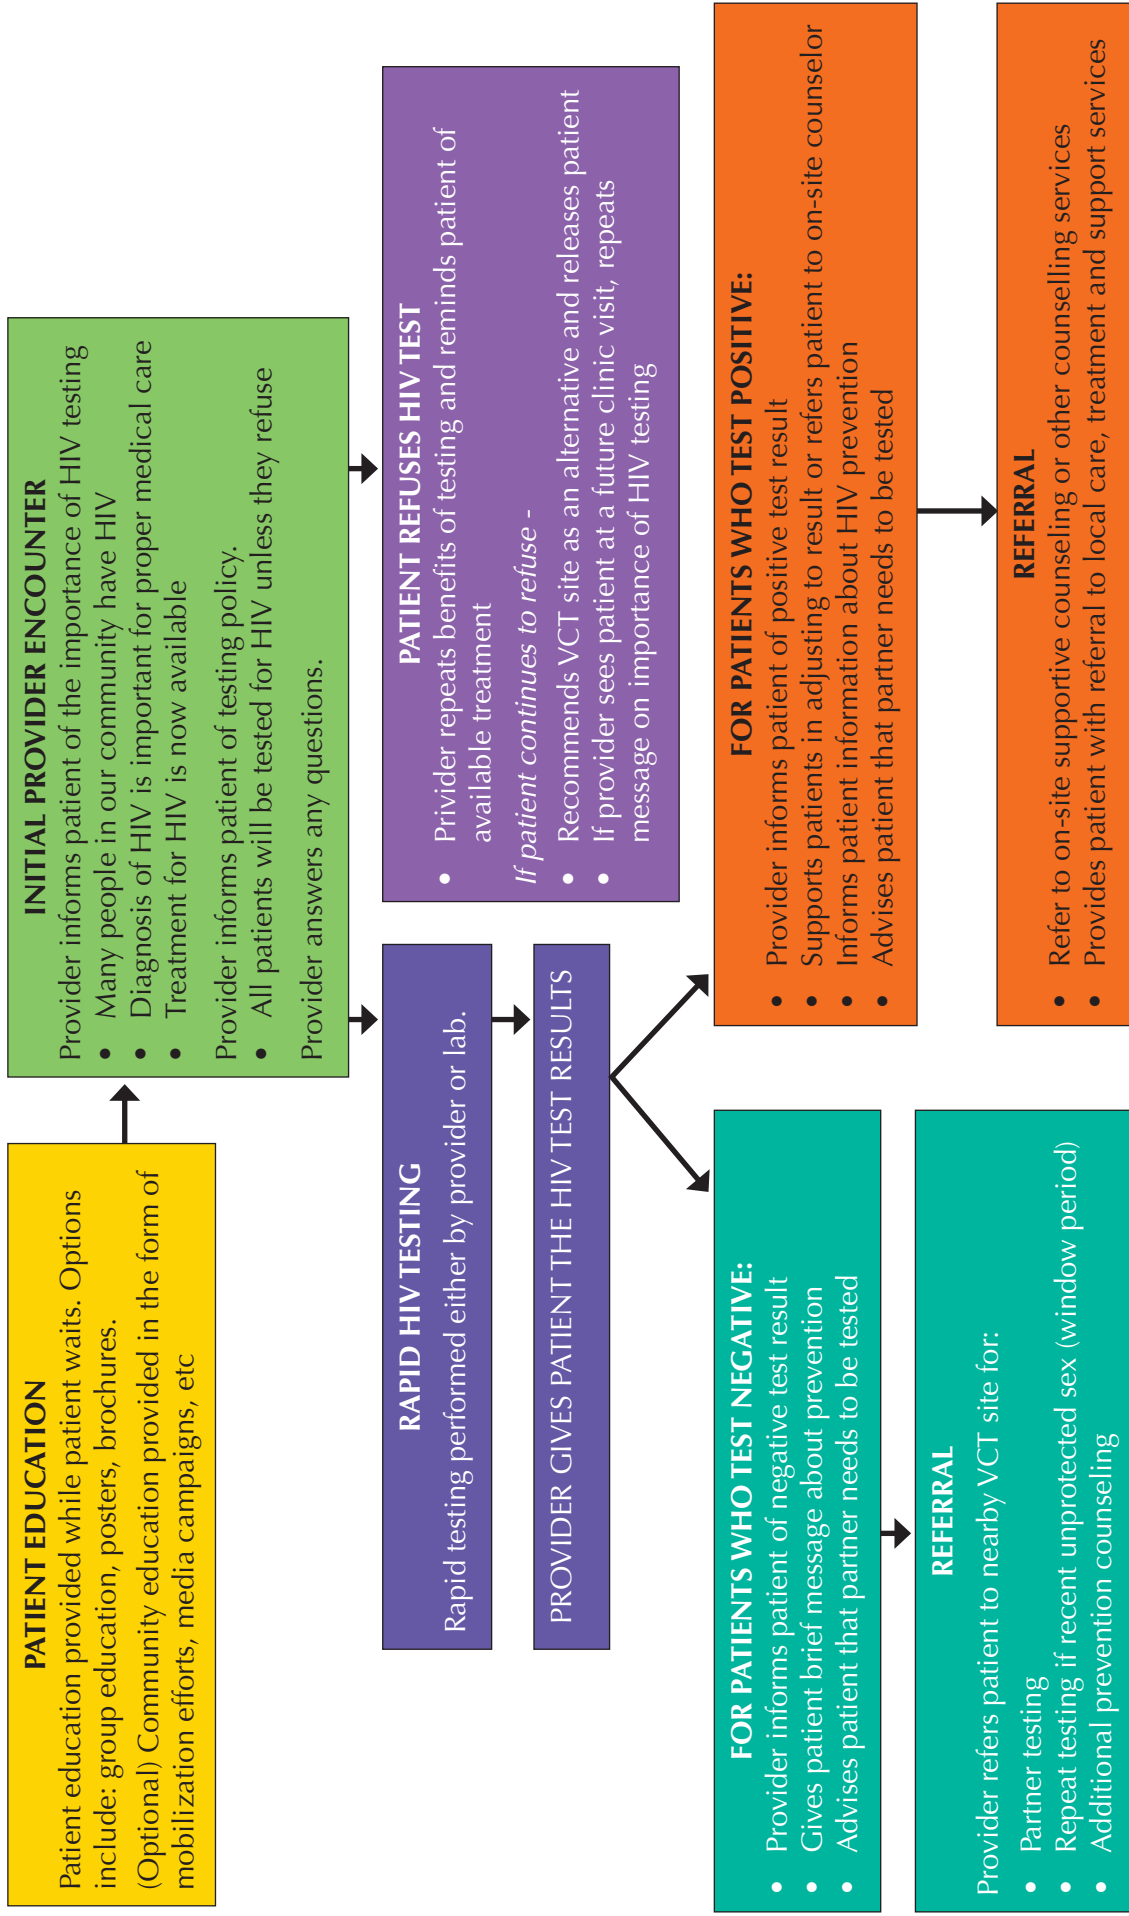 PATIENT EDUCATION
Patient education provided while patient waits. Options
include: group education, posters, brochures.
(Optional) Community education provided in the form of
mobilization efforts, media campaigns, etc
INITIAL PROVIDER ENCOUNTER
Provider informs patient of the importance of HIV testing
• Many people in our community have HIV
• Diagnosis of HIV is important for proper medical care
• Treatment for HIV is now available
Provider informs patient of testing policy.
• All patients will be tested for HIV unless they refuse
Provider answers any questions.
RAPID HIV TESTING
Rapid testing performed either by provider or lab.
PROVIDER GIVES PATIENT THE HIV TEST RESULTS
PATIENT REFUSES HIV TEST
• Privider repeats benefits of testing and reminds patient of
available treatment
If patient continues to refuse -
• Recommends VCT site as an alternative and releases patient
• If provider sees patient at a future clinic visit, repeats
message on importance of HIV testing
FOR PATIENTS WHO TEST NEGATIVE:
• Provider informs patient of negative test result
• Gives patient brief message about prevention
• Advises patient that partner needs to be tested
FOR PATIENTS WHO TEST POSITIVE:
• Provider informs patient of positive test result
• Supports patients in adjusting to result or refers patient to on-site counselor
• Informs patient information about HIV prevention
• Advises patient that partner needs to be tested
REFERRAL
Provider refers patient to nearby VCT site for:
• Partner testing
• Repeat testing if recent unprotected sex (window period)
• Additional prevention counseling
REFERRAL
• Refer to on-site supportive counseling or other counselling services
• Provides patient with referral to local care, treatment and support services